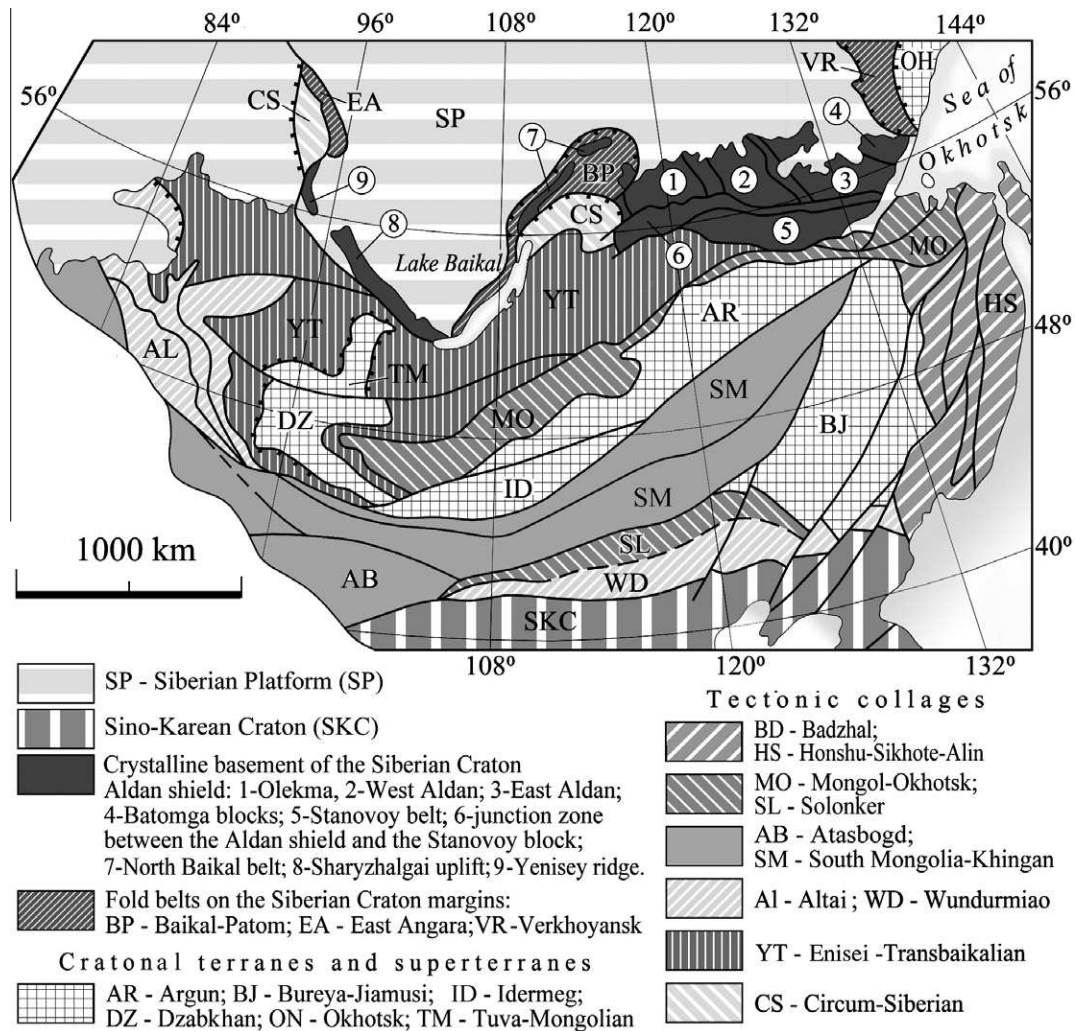 84º 96º 108º 120º 132º 144º
VR OH
56º CS EA SP 4 Sea of Okhotsk 56º
7
BP 1 2 3
9
CS
8 6 5
Lake Baikal MO
YT AR HS
48º
YT
AL TM SM
DZ MO BJ
ID SM
1000 km SL 40º
AB WD
SKC
108º 120º 132º
SP - Siberian Platform (SP)
Sino-Karean Craton (SKC)
Crystalline basement of the Siberian Craton
Aldan shield: 1-Olekma, 2-West Aldan; 3-East Aldan;
4-Batomga blocks; 5-Stanovoy belt; 6-junction zone
between the Aldan shield and the Stanovoy block;
7-North Baikal belt; 8-Sharyzhalgai uplift; 9-Yenisey ridge.
Fold belts on the Siberian Craton margins:
BP - Baikal-Patom; EA - East Angara; VR-Verkhoyansk
Cratonal terranes and superterranes
AR - Argun; BJ - Bureya-Jiamusi; ID - Idermeg;
DZ - Dzabkhan; ON - Okhotsk; TM - Tuva-Mongolian
Tectonic collages
BD - Badzhal;
HS - Honshu-Sikhote-Alin
MO - Mongol-Okhotsk;
SL - Solonker
AB - Atasbogd;
SM - South Mongolia-Khingan
Al - Altai; WD - Wundurmiao
YT - Enisei -Transbaikalian
CS - Circum-Siberian